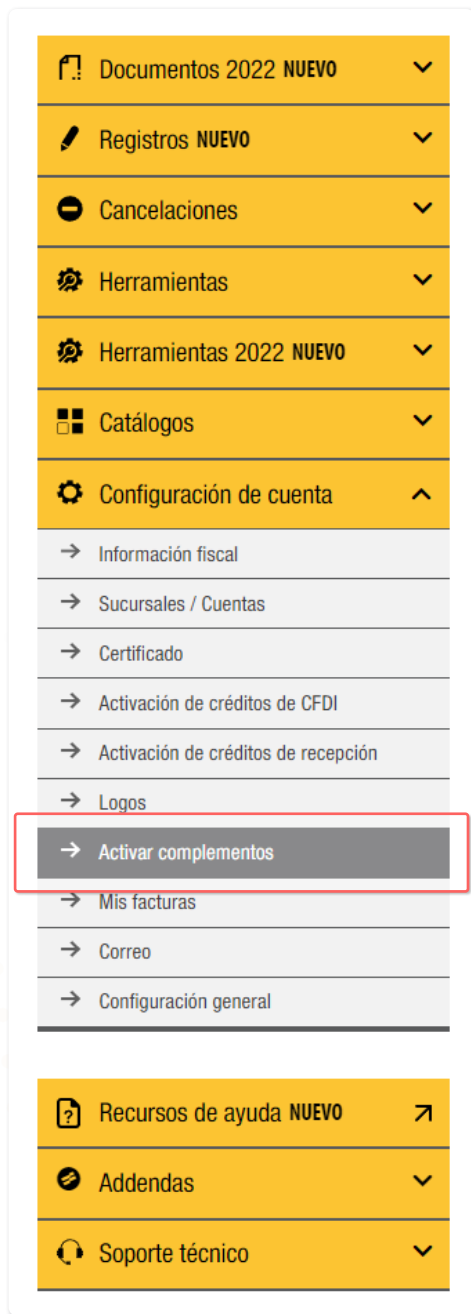 Documentos 2022 NUEVO
Registros NUEVO
Cancelaciones
Herramientas
Herramientas 2022 NUEVO
Catálogos
Configuración de cuenta
Información fiscal
Sucursales / Cuentas
Certificado
Activación de créditos de CFDI
Activación de créditos de recepción
Logos
Activar complementos
Mis facturas
Correo
Configuración general
Recursos de ayuda NUEVO
Addendas
Soporte técnico